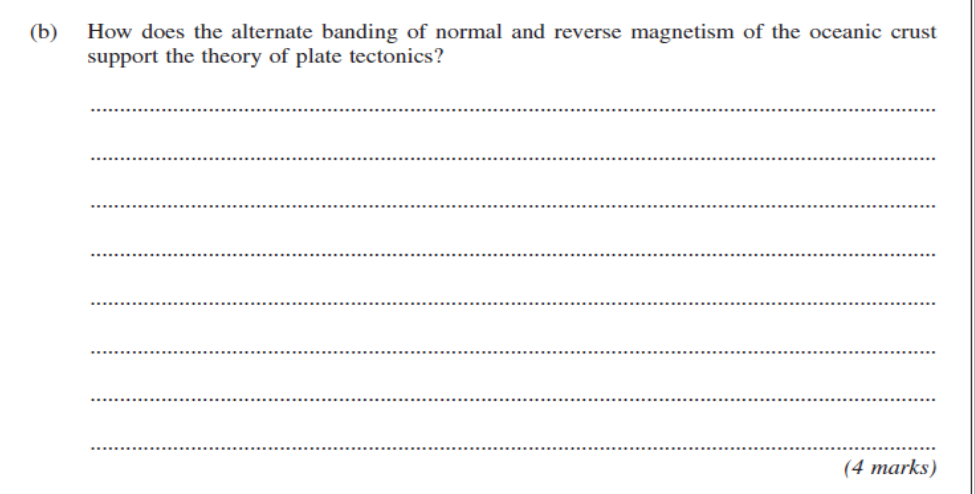 (b) How does the alternate banding of normal and reverse magnetism of the oceanic crust
support the theory of plate tectonics?
(4 marks)